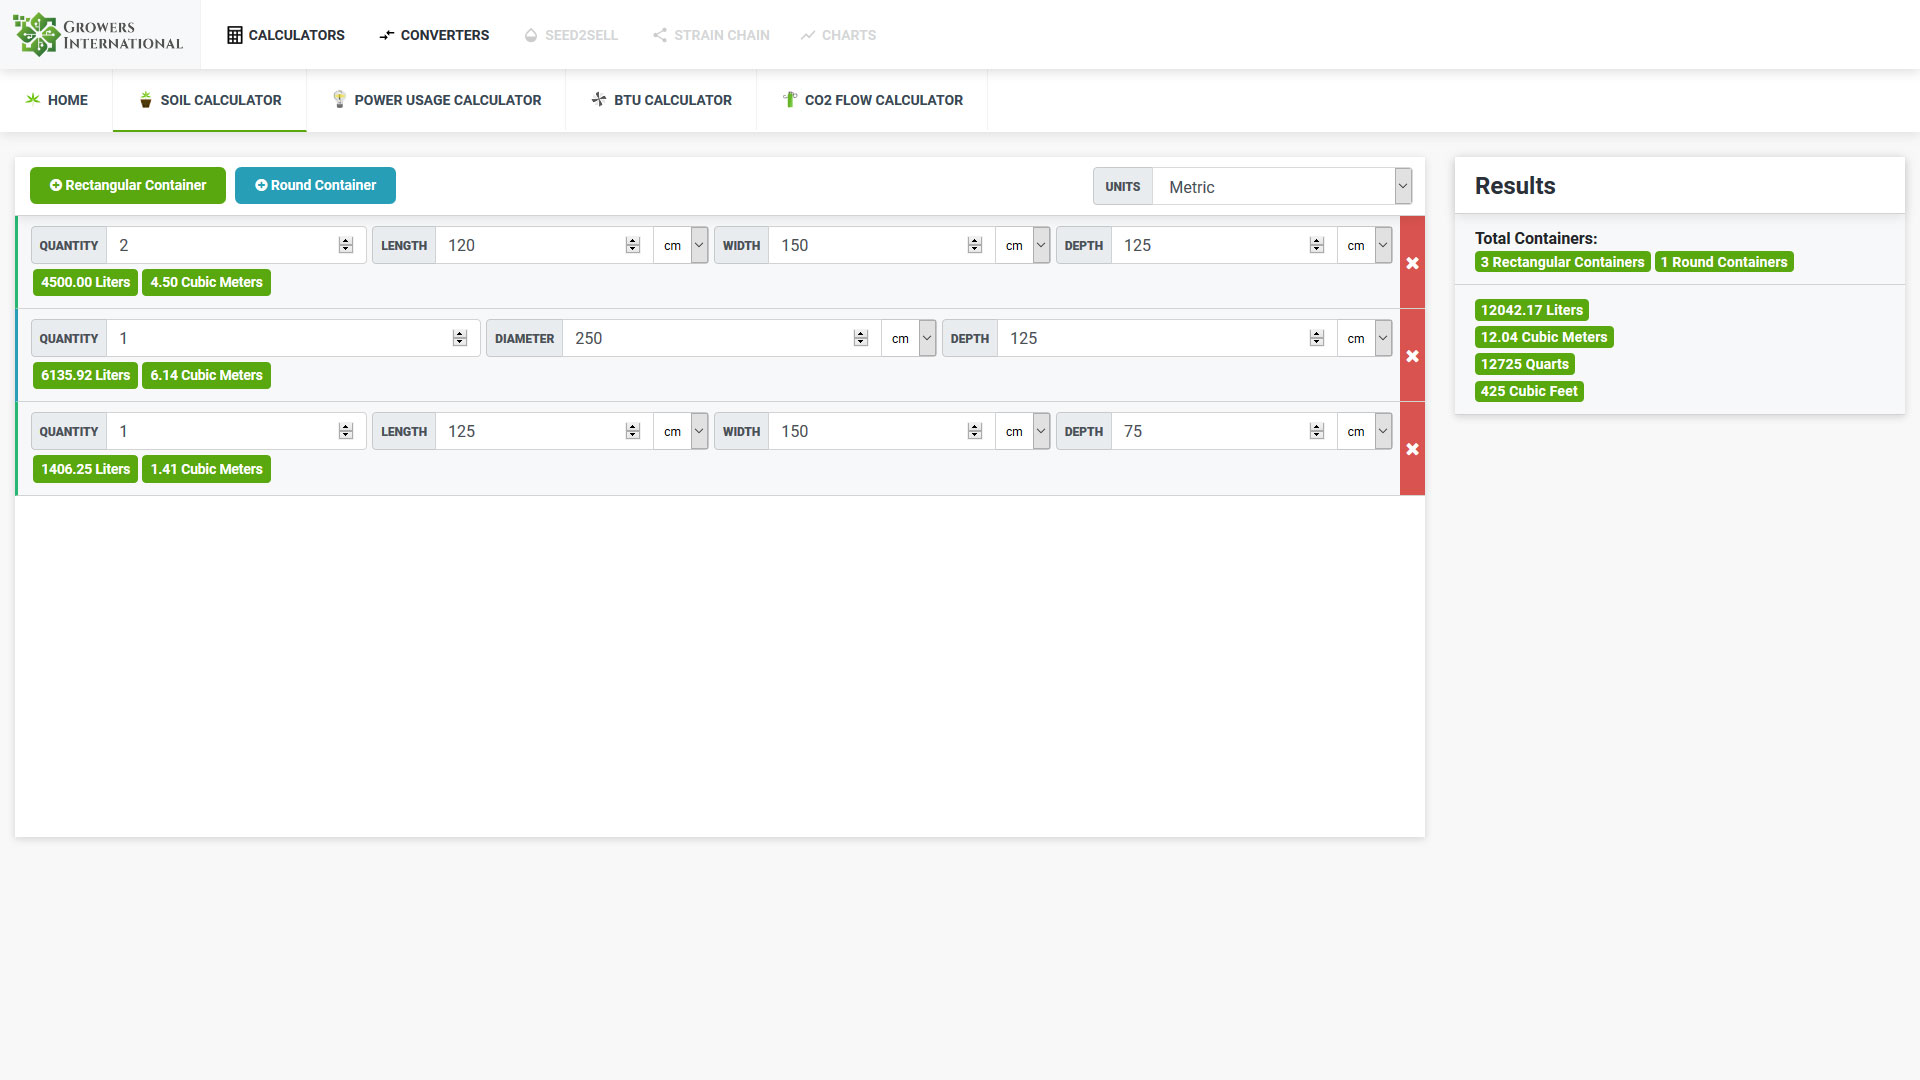 GROWERS
INTERNATIONAL
CALCULATORS CONVERTERS SEED2SELL STRAIN CHAIN CHARTS
HOME SOIL CALCULATOR POWER USAGE CALCULATOR BTU CALCULATOR CO2 FLOW CALCULATOR
Rectangular Container Round Container UNITS Metric
QUANTITY 2 LENGTH 120 cm WIDTH 150 cm DEPTH 125 cm
4500.00 Liters 4.50 Cubic Meters
QUANTITY 1 DIAMETER 250 cm DEPTH 125 cm
6135.92 Liters 6.14 Cubic Meters
QUANTITY 1 LENGTH 125 cm WIDTH 150 cm DEPTH 75 cm
1406.25 Liters 1.41 Cubic Meters
Results
Total Containers:
3 Rectangular Containers 1 Round Containers
12042.17 Liters
12.04 Cubic Meters
12725 Quarts
425 Cubic Feet